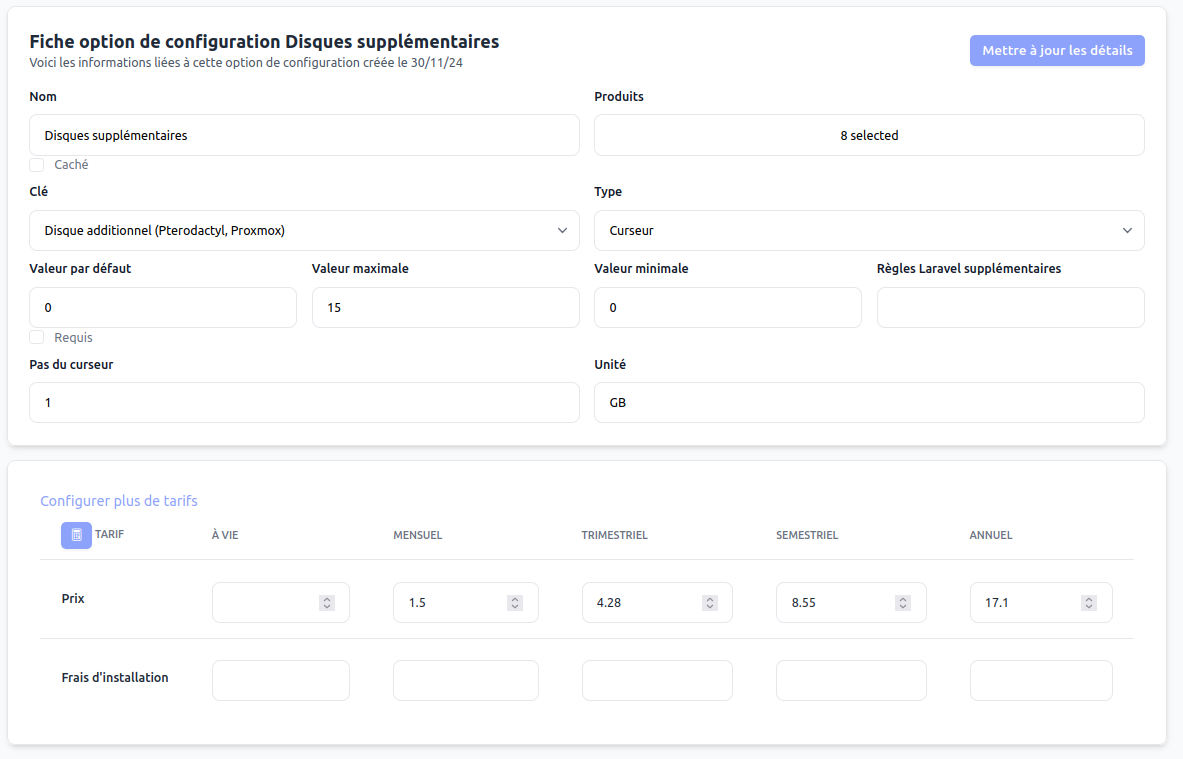 Fiche option de configuration Disques supplémentaires
Voici les informations liées à cette option de configuration créée le 30/11/24
Mettre à jour les détails
Nom
Produits
Disques supplémentaires
8 selected
Caché
Clé
Type
Disque additionnel (Pterodactyl, Proxmox)
Curseur
Valeur par défaut
Valeur maximale
Valeur minimale
Règles Laravel supplémentaires
0
15
0
Requis
Pas du curseur
Unité
1
GB
Configurer plus de tarifs
TARIF
À VIE
MENSUEL
TRIMESTRIEL
SEMESTRIEL
ANNUEL
Prix
1.5
4.28
8.55
17.1
Frais d'installation